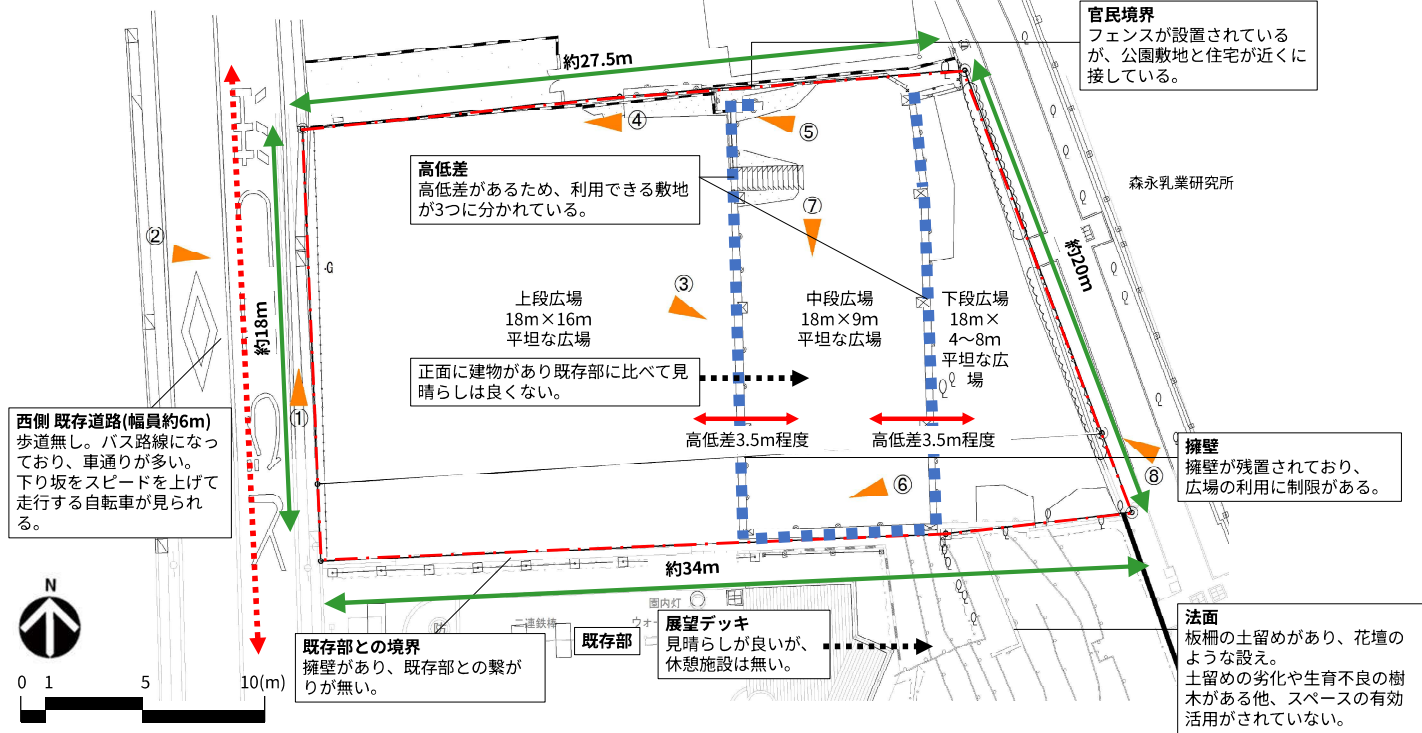 官民境界
フェンスが設置されている
が、公園敷地と住宅が近くに
接している。
約27.5m
④
⑤
高低差
高低差があるため、利用できる敷地
が3つに分かれている。
森永乳業研究所
⑦
②
約20m
③
上段広場
18m×16m
平坦な広場
中段広場
18m×9m
平坦な広場
下段広場
18m×
4～8m
平坦な広
場
約18m
正面に建物があり既存部に比べて見
晴らしは良くない。
①
西側 既存道路(幅員約6m)
歩道無し。バス路線になっ
ており、車通りが多い。
下り坂をスピードを上げて
走行する自転車が見られ
る。
高低差3.5m程度
高低差3.5m程度
擁壁
擁壁が残置されており、
広場の利用に制限がある。
⑥
⑧
約34m
N
園内灯
二連鉄棒
ウォー
既存部
既存部との境界
擁壁があり、既存部との繋が
りが無い。
展望デッキ
見晴らしが良いが、
休憩施設は無い。
法面
板柵の土留めがあり、花壇の
ような設え。
土留めの劣化や生育不良の樹
木がある他、スペースの有効
活用がされていない。
0 1 5 10(m)